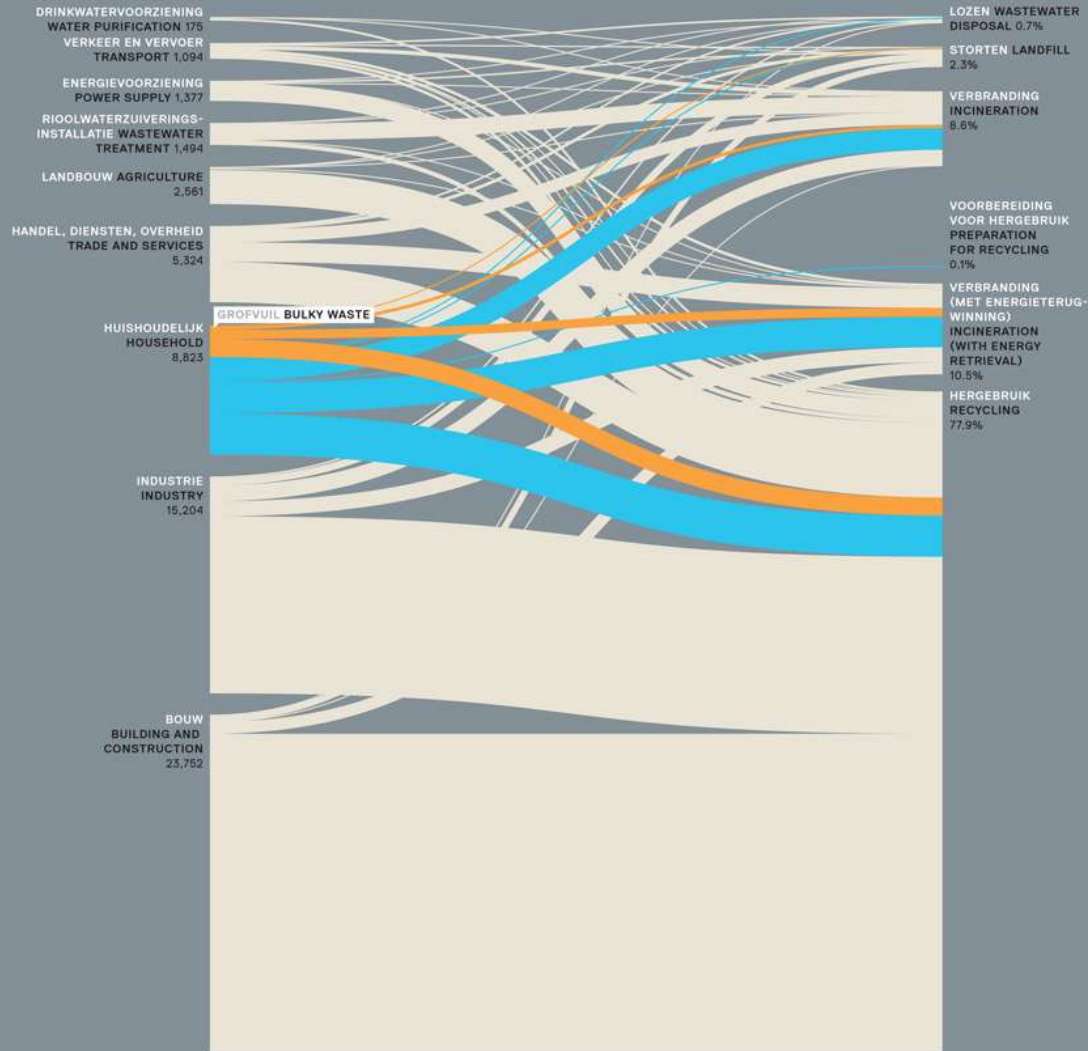 DRINKWATERVOORZIENING
WATER PURIFICATION 175
VERKEER EN VERVOER
TRANSPORT 1,094
ENERGIEVOORZIENING
POWER SUPPLY 1,377
RIOOLWATERZUIVERINGS-
INSTALLATIE WASTEWATER
TREATMENT 1,494
LANDBOUW AGRICULTURE
2,561
HANDEL, DIENSTEN, OVERHEID
TRADE AND SERVICES
5,324
GROFVUIL BULKY WASTE
HUISHOUDELIJK
HOUSEHOLD
8,823
INDUSTRIE
INDUSTRY
15,204
BOUW
BUILDING AND
CONSTRUCTION
23,752
LOZEN WASTEWATER
DISPOSAL 0.7%
STORTEN LANDFILL
2.3%
VERBRANDING
INCINERATION
8.6%
VOORBEREIDING
VOOR HERGEBRUIK
PREPARATION
FOR RECYCLING
0.1%
VERBRANDING
(MET ENERGIETERUG-
WINNING)
INCINERATION
(WITH ENERGY
RETRIEVAL)
10.5%
HERGEBRUIK
RECYCLING
77.9%